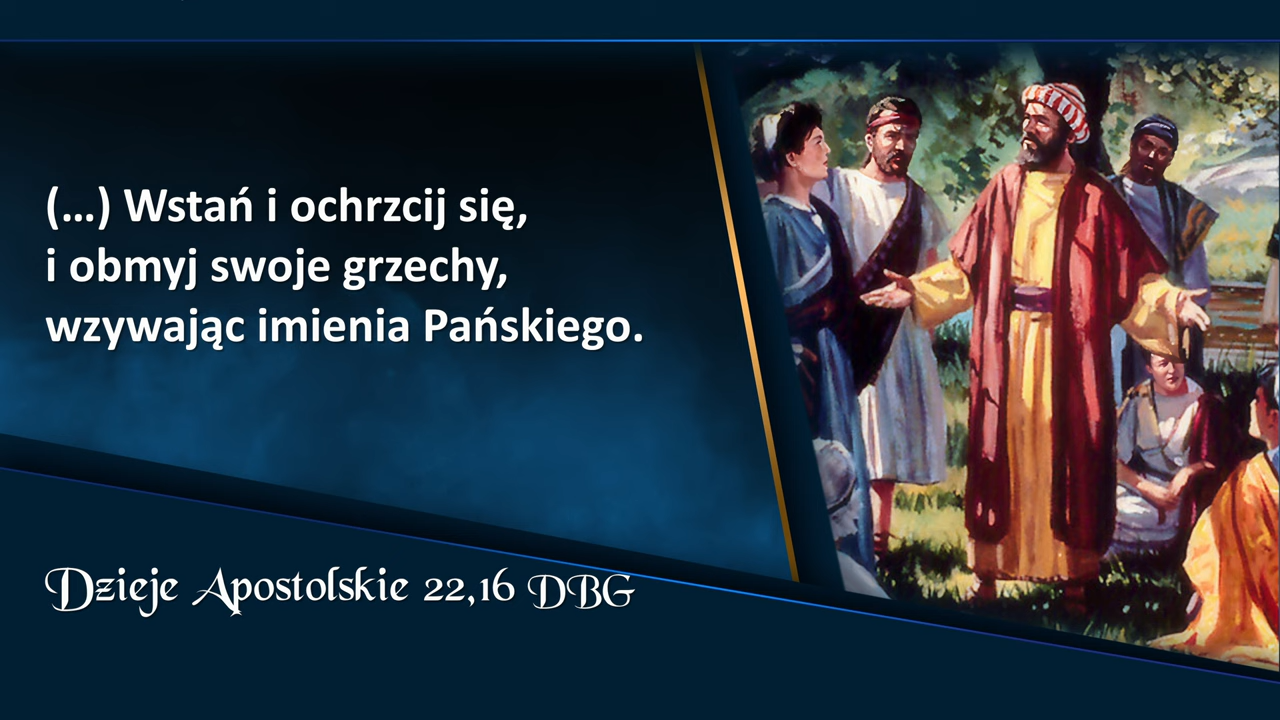 (...) Wstań i ochrzcij się,
i obmyj swoje grzechy,
wzywając imienia Pańskiego.
Dzieje Apostolskie 22,16 DBG